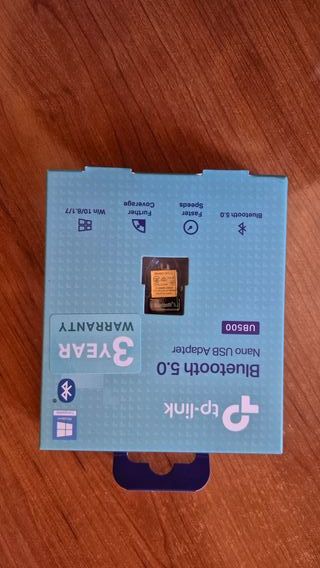 tp-link
Bluetooth 5.0
Nano USB Adapter
UB500
3 YEAR
WARRANTY
Bluetooth 5.0
Faster
Speeds
Further
Coverage
Win 10/8.1/7